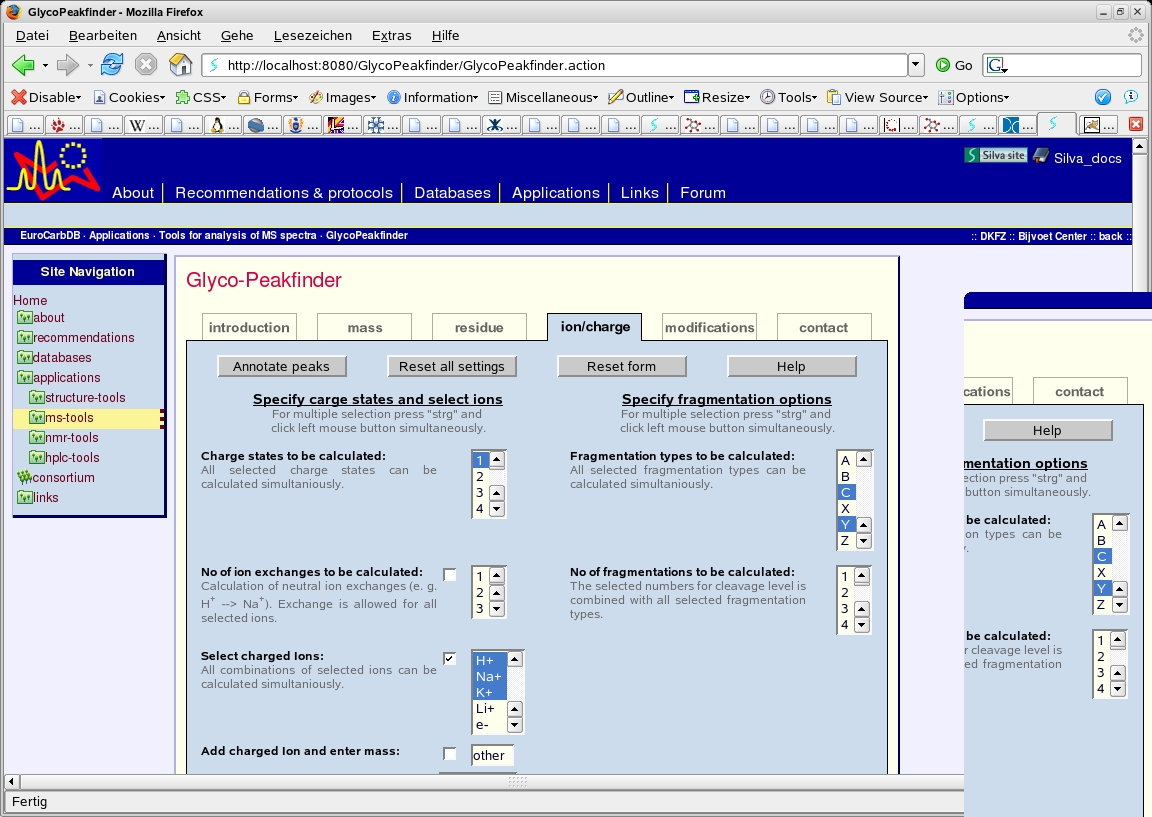 GlycoPeakfinder - Mozilla Firefox
Datei Bearbeiten Ansicht Gehe Lesezeichen Extras Hilfe
http://localhost:8080/GlycoPeakfinder/GlycoPeakfinder.action Go G
Disable Cookies CSS Forms Images Information Miscellaneous Outline Resize Tools View Source Options
Silva site Silva_docs
About Recommendations & protocols Databases Applications Links Forum
EuroCarbDB · Applications · Tools for analysis of MS spectra · GlycoPeakfinder :: DKFZ :: Bijvoet Center :: back ::
Site Navigation
Home
about
recommendations
databases
applications
structure-tools
ms-tools
nmr-tools
hplc-tools
consortium
links
Glyco-Peakfinder
introduction mass residue ion/charge modifications contact
Annotate peaks Reset all settings Reset form Help
Specify carge states and select ions
For multiple selection press "strg" and
click left mouse button simultaneously.
Charge states to be calculated:
All selected charge states can be
calculated simultaniously.
1
2
3
4
No of ion exchanges to be calculated:
Calculation of neutral ion exchanges (e. g.
H+ --> Na+). Exchange is allowed for all
selected ions.
1
2
3
Select charged Ions:
All combinations of selected ions can be
calculated simultaniously.
H+
Na+
K+
Li+
e-
Add charged Ion and enter mass:
other
Specify fragmentation options
For multiple selection press "strg" and
click left mouse button simultaneously.
Fragmentation types to be calculated:
All selected fragmentation types can be
calculated simultaniously.
A
B
C
X
Y
Z
No of fragmentations to be calculated:
The selected numbers for cleavage level is
combined with all selected fragmentation
types.
1
2
3
4
cations contact
Help
mentation options
ection press "strg" and
button simultaneously.
be calculated:
on types can be
y.
A
B
C
X
Y
Z
be calculated:
r cleavage level is
ed fragmentation
1
2
3
4
Fertig